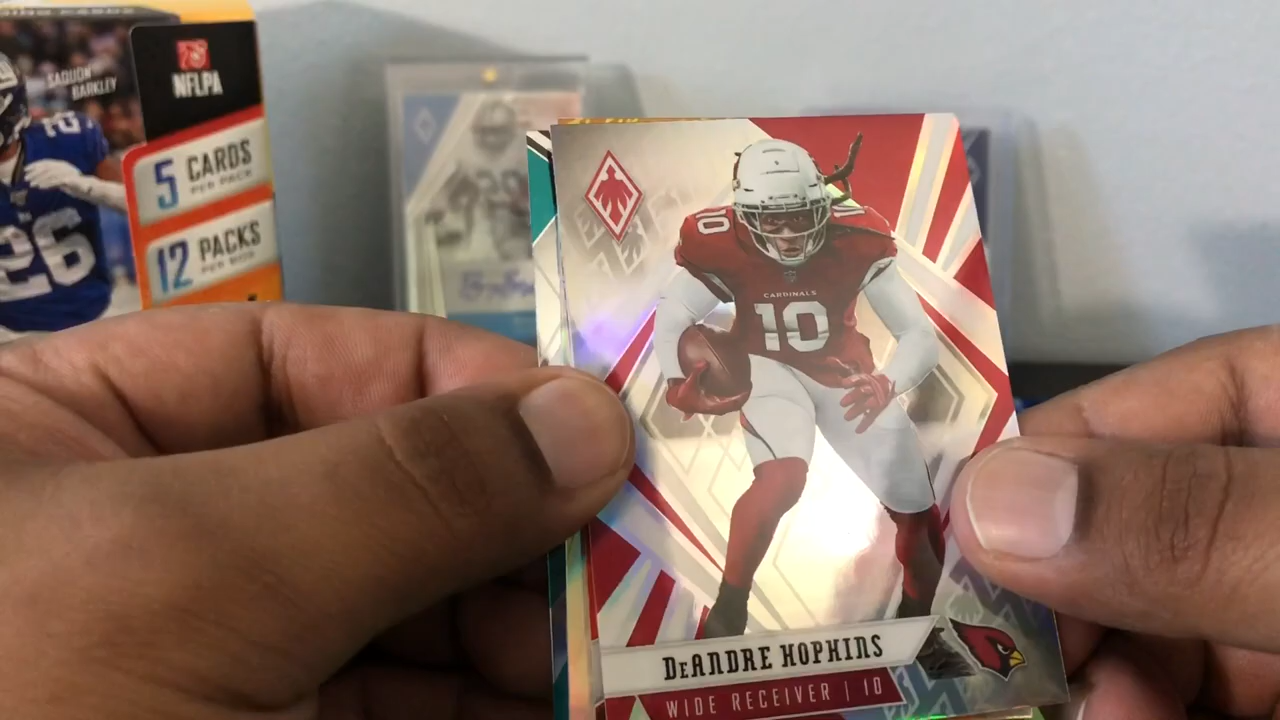 SAQUON
BARKLEY
26
NFLPA
5 CARDS
PER PACK
12 PACKS
PER BOX
10
CARDINALS
10
DeANDRE HOPKINS
WIDE RECEIVER | 10